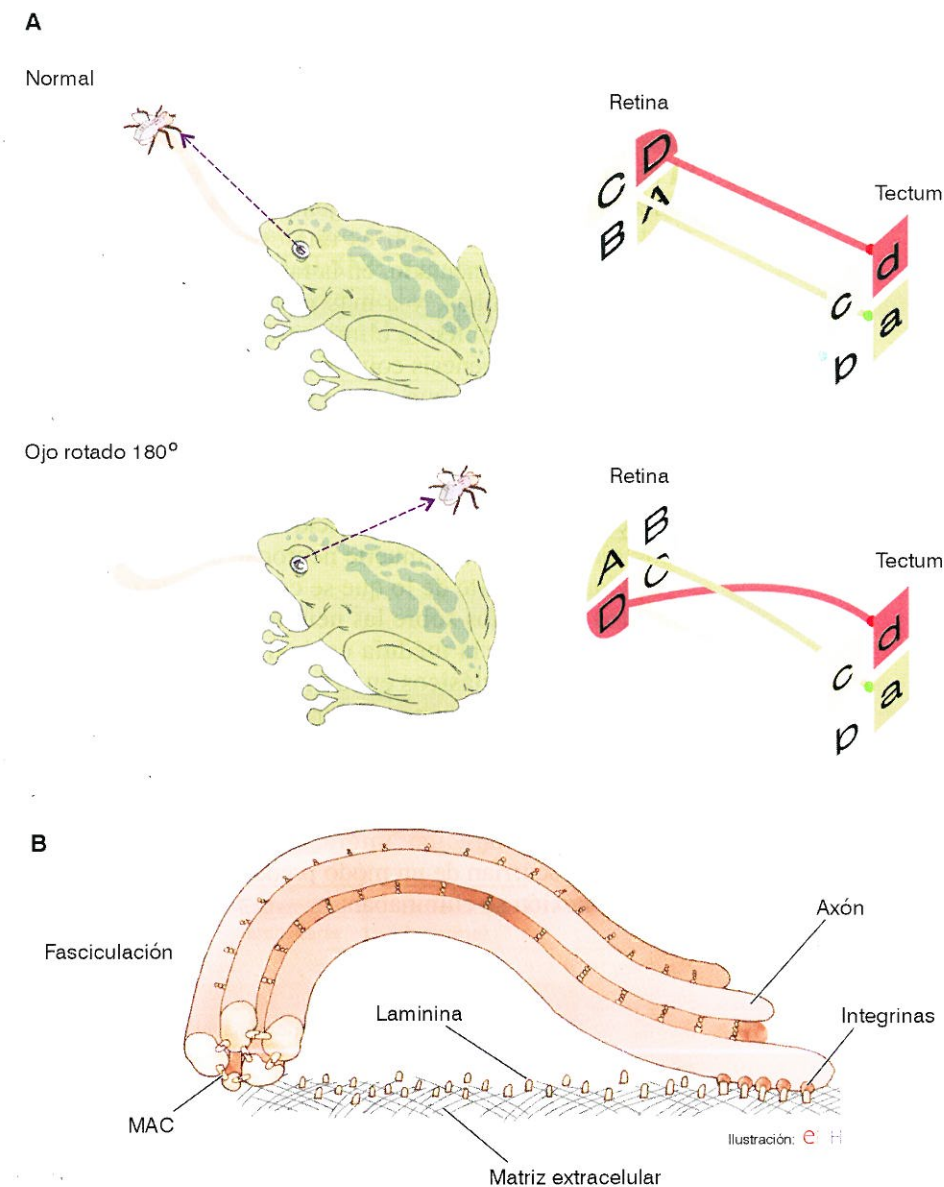 A
Normal
Retina
D
C
A
B
Tectum
d
c
a
p
Ojo rotado 180º
Retina
B
A
C
D
Tectum
d
c
a
p
B
Fasciculación
Axón
Laminina
Integrinas
MAC
Matriz extracelular
Ilustración: